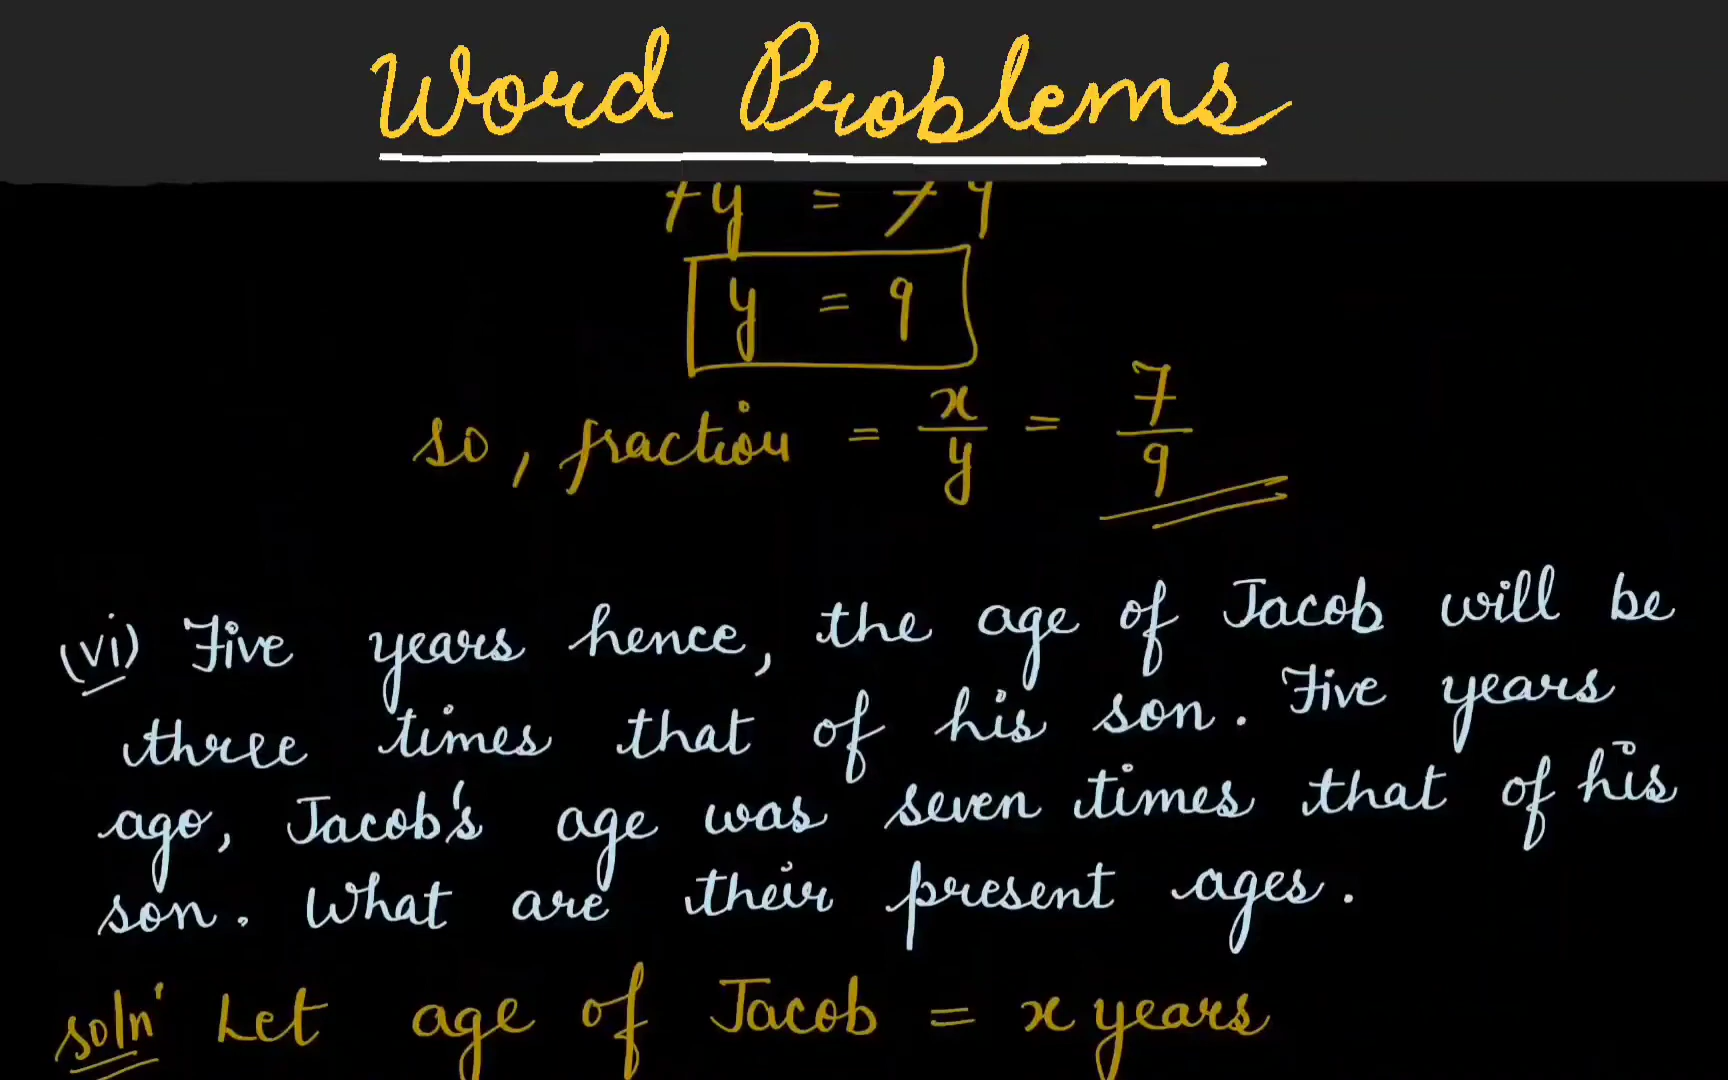 Word Problems
7y =
y = 9
so, fraction = x/y = 7/9
(vi) Five years hence, the age of Jacob will be
three times that of his son. Five years
ago, Jacob's age was seven times that of his
son. What are their present ages.
soln' Let age of Jacob = x years